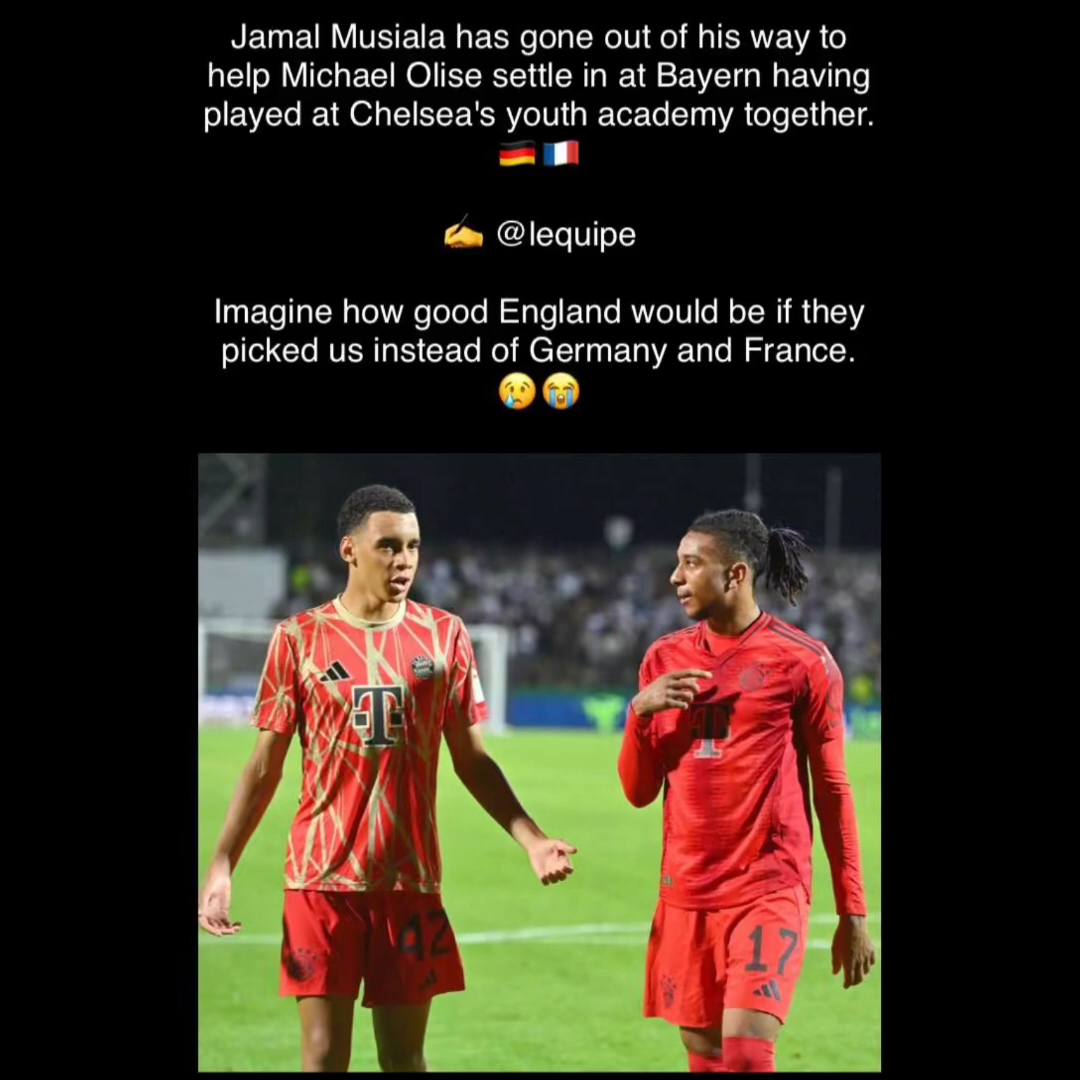 Jamal Musiala has gone out of his way to
help Michael Olise settle in at Bayern having
played at Chelsea's youth academy together.
🇩🇪🇫🇷
✍️ @lequipe
Imagine how good England would be if they
picked us instead of Germany and France.
😢😭
T
T
42
17